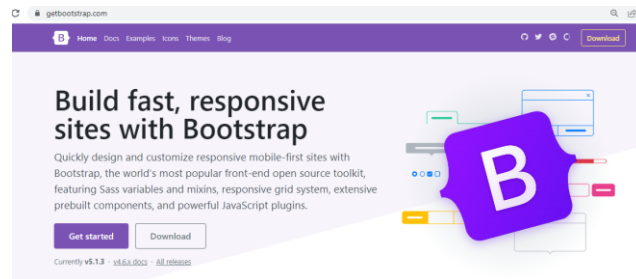 getbootstrap.com
B Home Docs Examples Icons Themes Blog Download
Build fast, responsive
sites with Bootstrap
Quickly design and customize responsive mobile-first sites with
Bootstrap, the world's most popular front-end open source toolkit,
featuring Sass variables and mixins, responsive grid system, extensive
prebuilt components, and powerful JavaScript plugins.
B
Get started Download
Currently v5.1.3 · v4.6.x docs · All releases